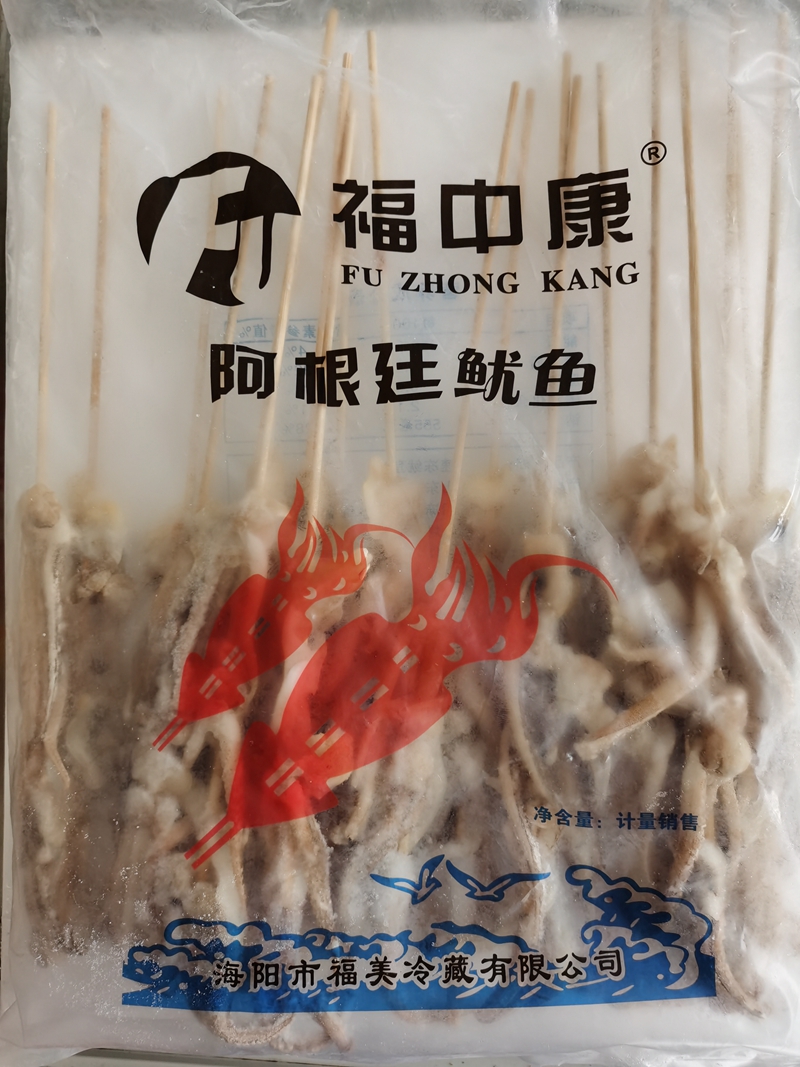 福中康®
FU ZHONG KANG
阿根廷鱿鱼
净含量：计量销售
海阳市福美冷藏有限公司